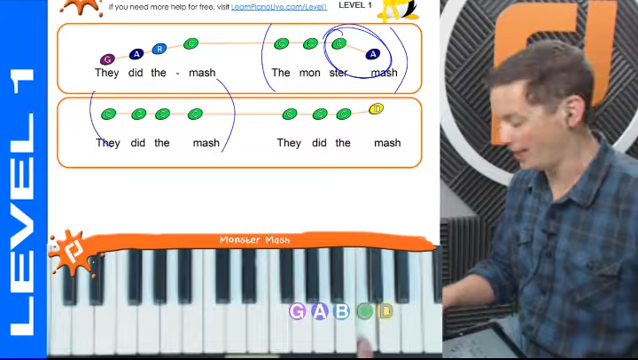 If you need more help for free, visit LearnPianoLive.com/Level1
LEVEL 1
G A B C C C C A
They did the - mash The mon ster mash
C C C C C C C D
They did the mash They did the mash
LEVEL 1
Monster Mash
G A B C D